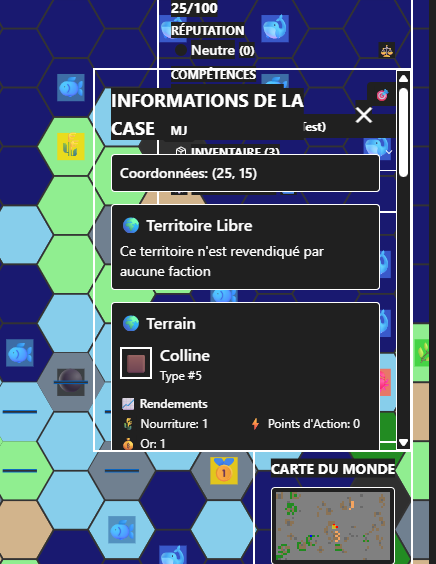 25/100
RÉPUTATION
Neutre (0)
COMPÉTENCES
INFORMATIONS DE LA
CASE
MJ
est)
INVENTAIRE (3)
Coordonnées: (25, 15)
Territoire Libre
Ce territoire n'est revendiqué par
aucune faction
Terrain
Colline
Type #5
Rendements
Nourriture: 1
Points d'Action: 0
Or: 1
CARTE DU MONDE